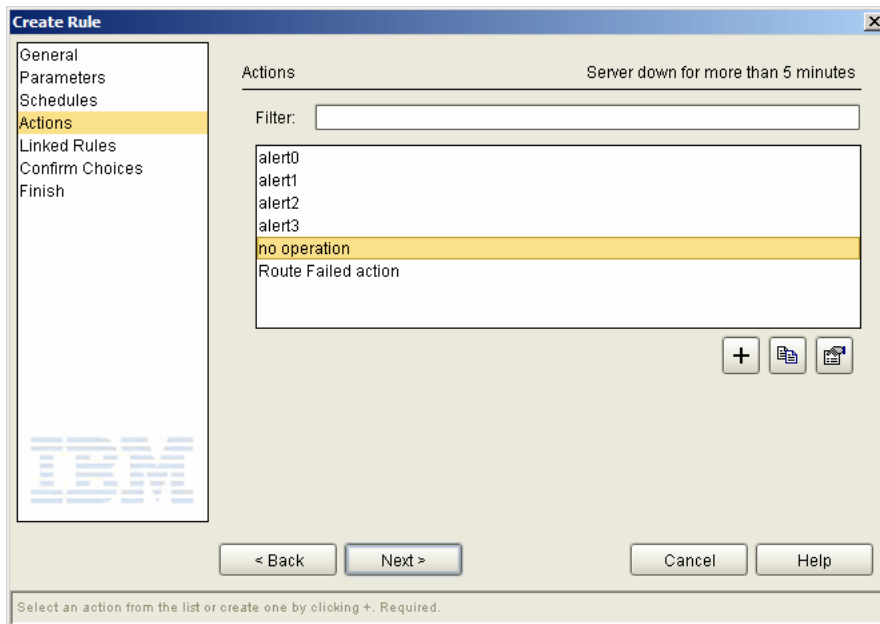 Create Rule
General
Parameters
Schedules
Actions
Linked Rules
Confirm Choices
Finish
IBM
Actions
Server down for more than 5 minutes
Filter:
alert0
alert1
alert2
alert3
no operation
Route Failed action
< Back
Next >
Cancel
Help
Select an action from the list or create one by clicking +. Required.